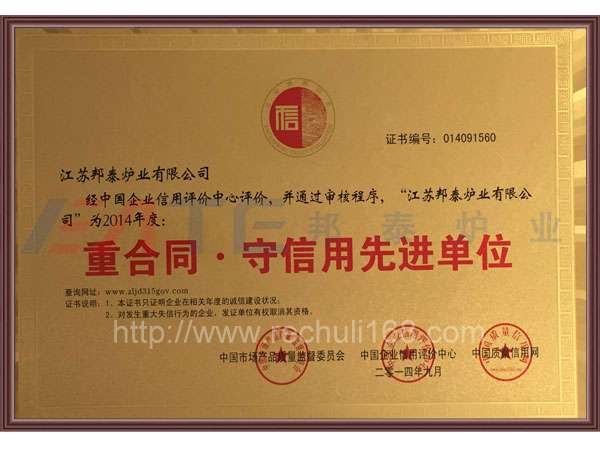 信
证书编号：014091560
江苏邦泰炉业有限公司
经中国企业信用评价中心评价，并通过审核程序，“江苏邦泰炉业有限公
司”为2014年度：
邦泰炉业
重合同·守信用先进单位
查询网址：www.zljd315gov.com
证书说明：1、本证书只证明企业在相关年度的诚信建设状况；
2、对发生重大失信行为的企业，发证单位有权取消其资格。
http://www.rechuli168.com
中国市场产品质量监督委员会 中国企业信用评价中心 中国质量信用网
二零一四年九月